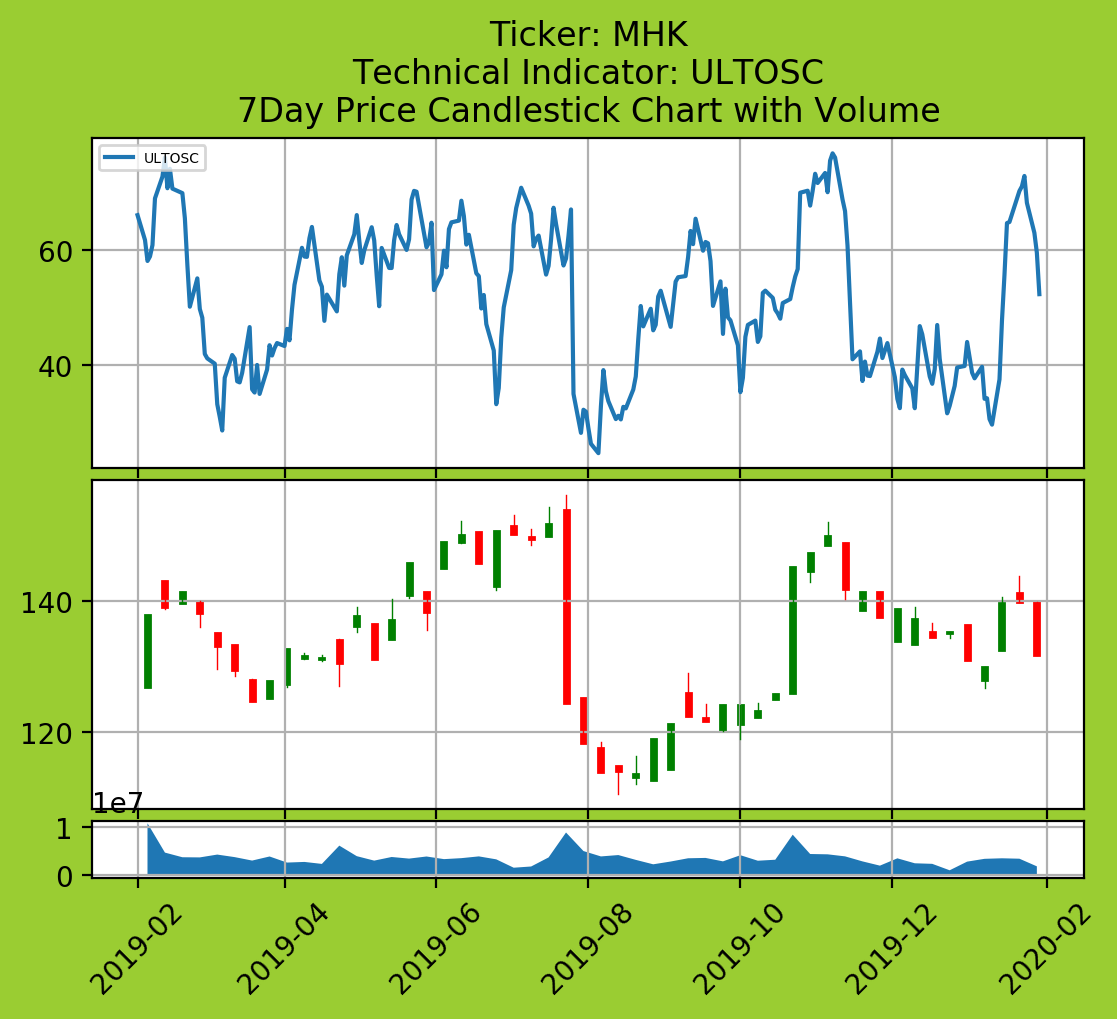 Ticker: MHK
Technical Indicator: ULTOSC
7Day Price Candlestick Chart with Volume
ULTOSC
60
40
140
120
1e7
1
0
2019-02
2019-04
2019-06
2019-08
2019-10
2019-12
2020-02